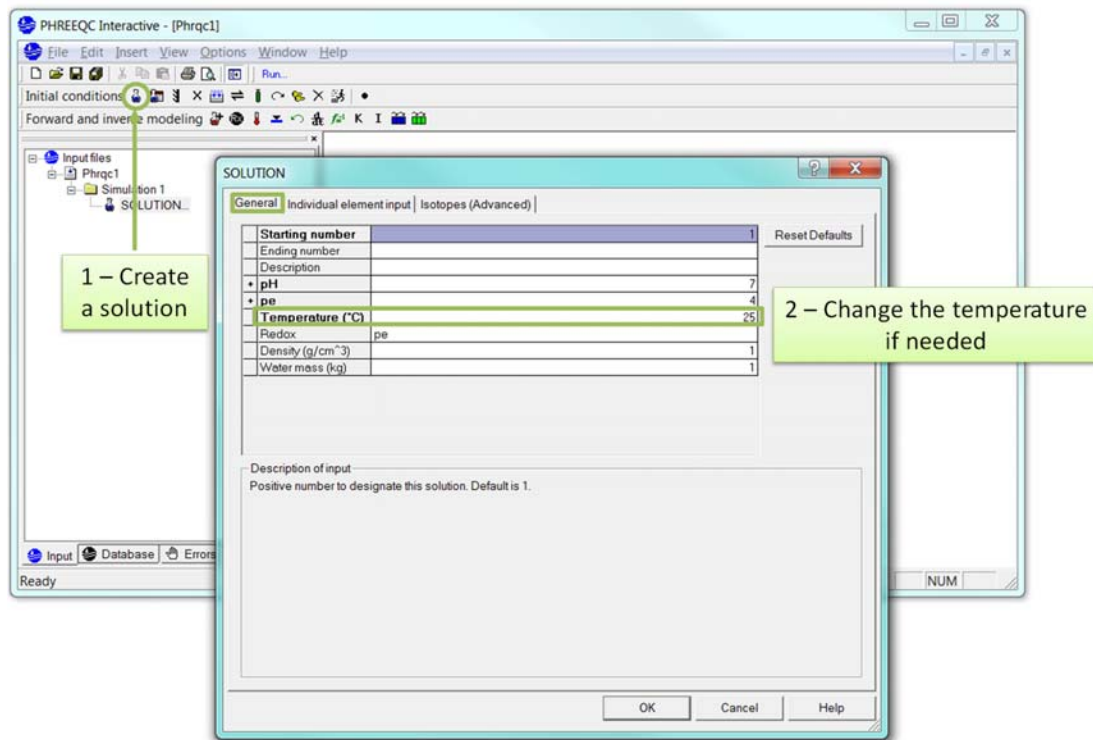 PHREEQC Interactive - [Phrqc1]
File Edit Insert View Options Window Help
Run...
Initial conditions
Forward and inverse modeling K I
Input files
Phrqc1
Simulation 1
SOLUTION...
1 – Create
a solution
SOLUTION
General Individual element input Isotopes (Advanced)
Starting number 1
Reset Defaults
Ending number
Description
+ pH 7
+ pe 4
Temperature (°C) 25
Redox pe
Density (g/cm^3) 1
Water mass (kg) 1
2 – Change the temperature
if needed
Description of input
Positive number to designate this solution. Default is 1.
Input Database Errors
Ready
NUM
OK Cancel Help